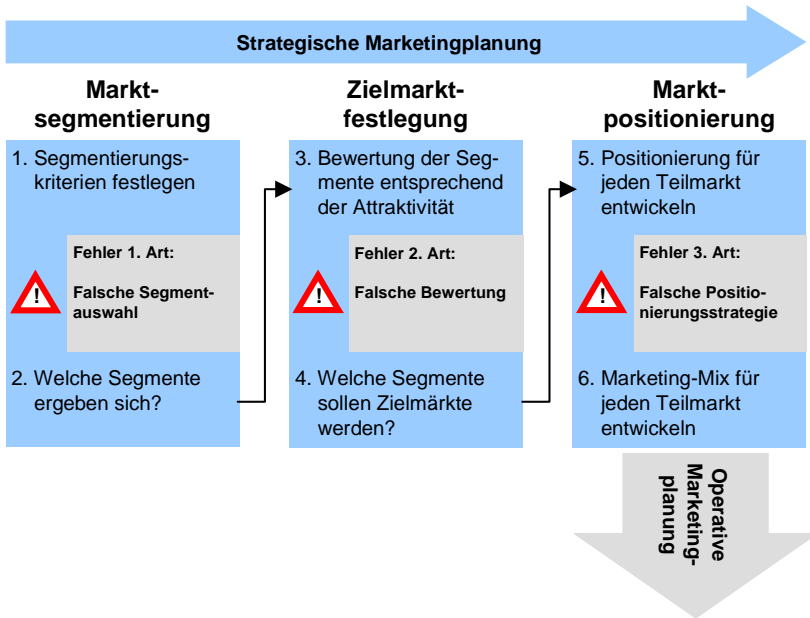 Strategische Marketingplanung
Markt-
segmentierung
1. Segmentierungs-
kriterien festlegen
Fehler 1. Art:
!
Falsche Segment-
auswahl
2. Welche Segmente
ergeben sich?
Zielmarkt-
festlegung
3. Bewertung der Seg-
mente entsprechend
der Attraktivität
Fehler 2. Art:
!
Falsche Bewertung
4. Welche Segmente
sollen Zielmärkte
werden?
Markt-
positionierung
5. Positionierung für
jeden Teilmarkt
entwickeln
Fehler 3. Art:
!
Falsche Positio-
nierungsstrategie
6. Marketing-Mix für
jeden Teilmarkt
entwickeln
Operative
Marketing-
planung